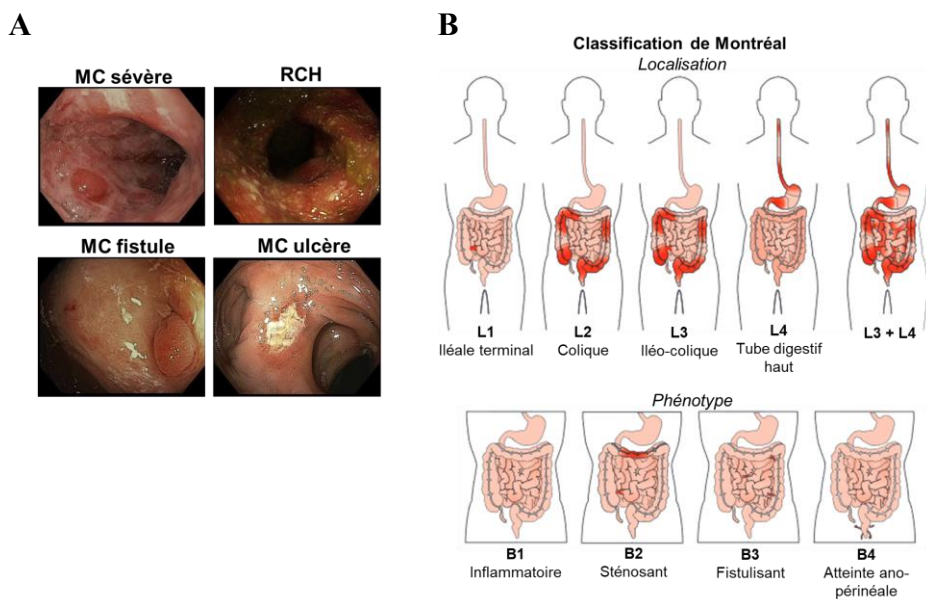 A
MC sévère
RCH
MC fistule
MC ulcère
B
Classification de Montréal
Localisation
L1
Iléale terminal
L2
Colique
L3
Iléo-colique
L4
Tube digestif
haut
L3 + L4
Phénotype
B1
Inflammatoire
B2
Sténosant
B3
Fistulisant
B4
Atteinte ano-
périnéale